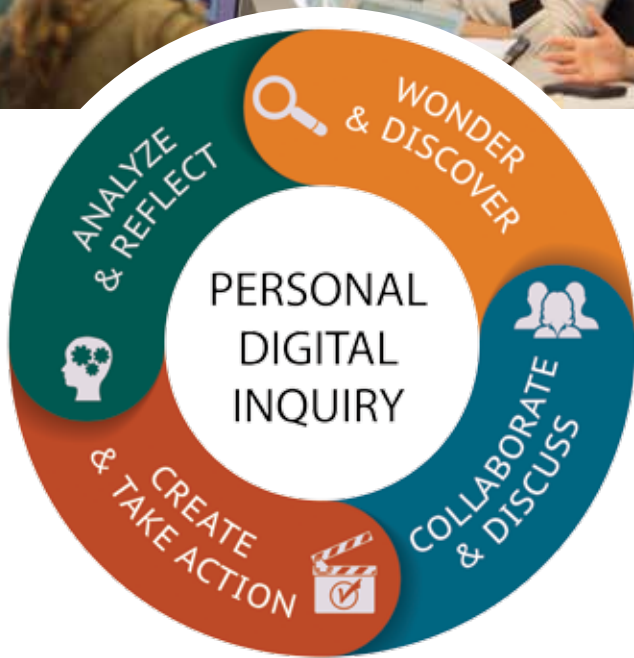 PERSONAL
DIGITAL
INQUIRY
WONDER
& DISCOVER
COLLABORATE
& DISCUSS
CREATE
& TAKE ACTION
ANALYZE
& REFLECT